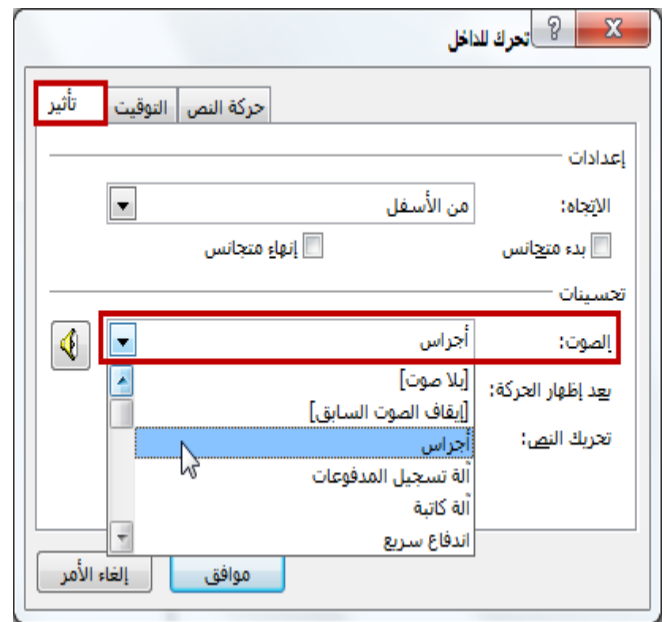 تحرك للداخل
تأثير التوقيت حركة النص
إعدادات
الاتجاه: من الأسفل
بدء متجانس إنهاء متجانس
تحسينات
الصوت: أجراس
[بلا صوت]
بعد إظهار الحركة:
[إيقاف الصوت السابق]
تحريك النص: أجراس
آلة تسجيل المدفوعات
آلة كاتبة
اندفاع سريع
موافق إلغاء الأمر